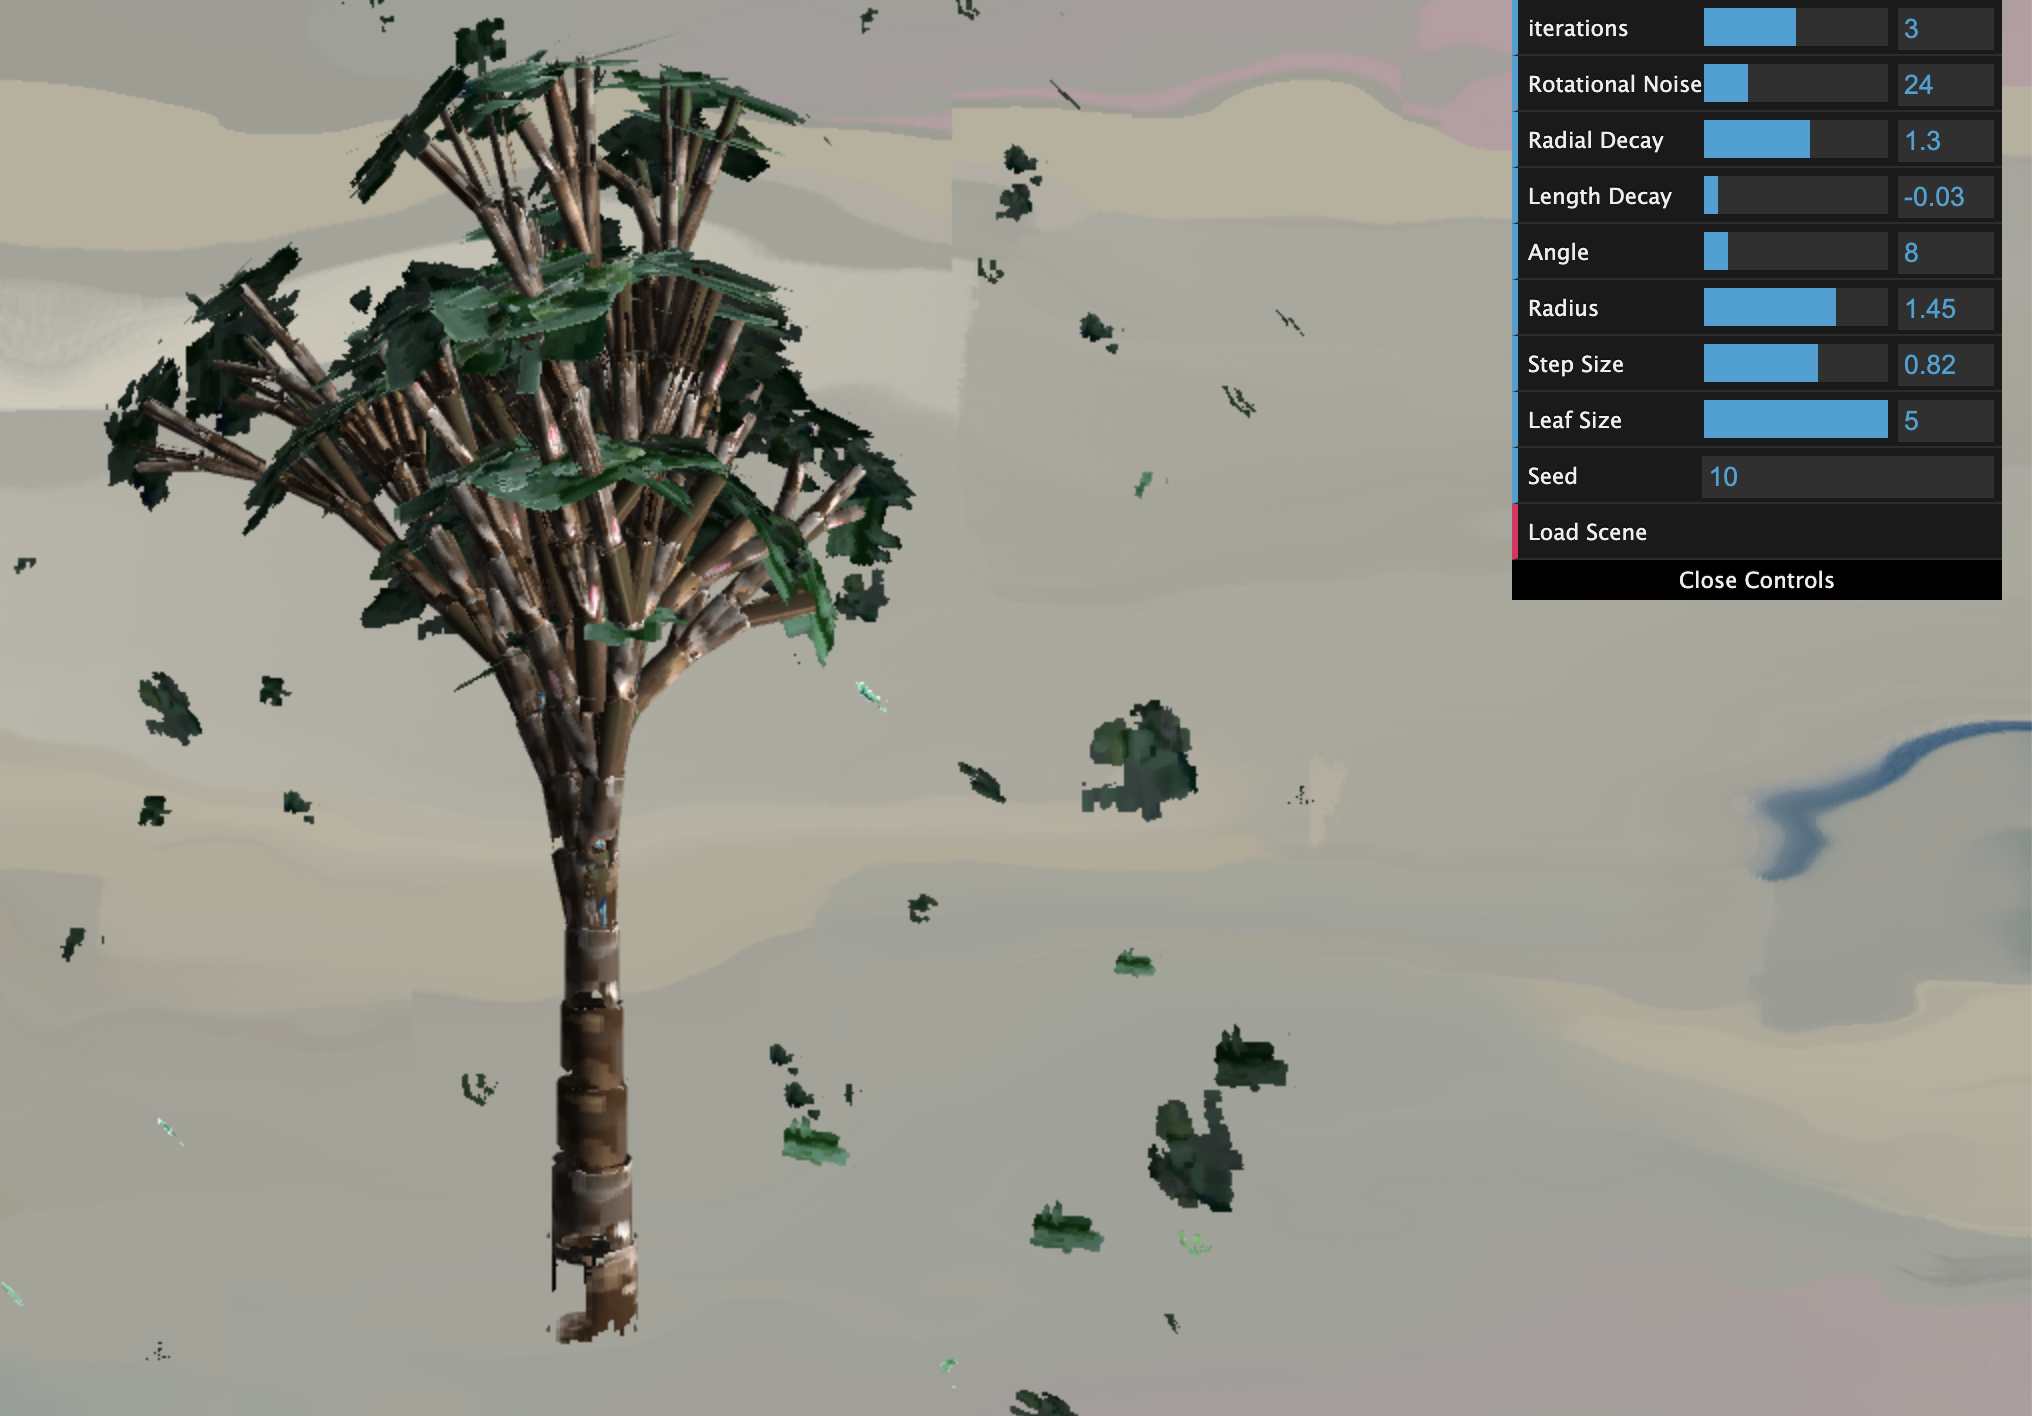 iterations 3
Rotational Noise 24
Radial Decay 1.3
Length Decay -0.03
Angle 8
Radius 1.45
Step Size 0.82
Leaf Size 5
Seed 10
Load Scene
Close Controls